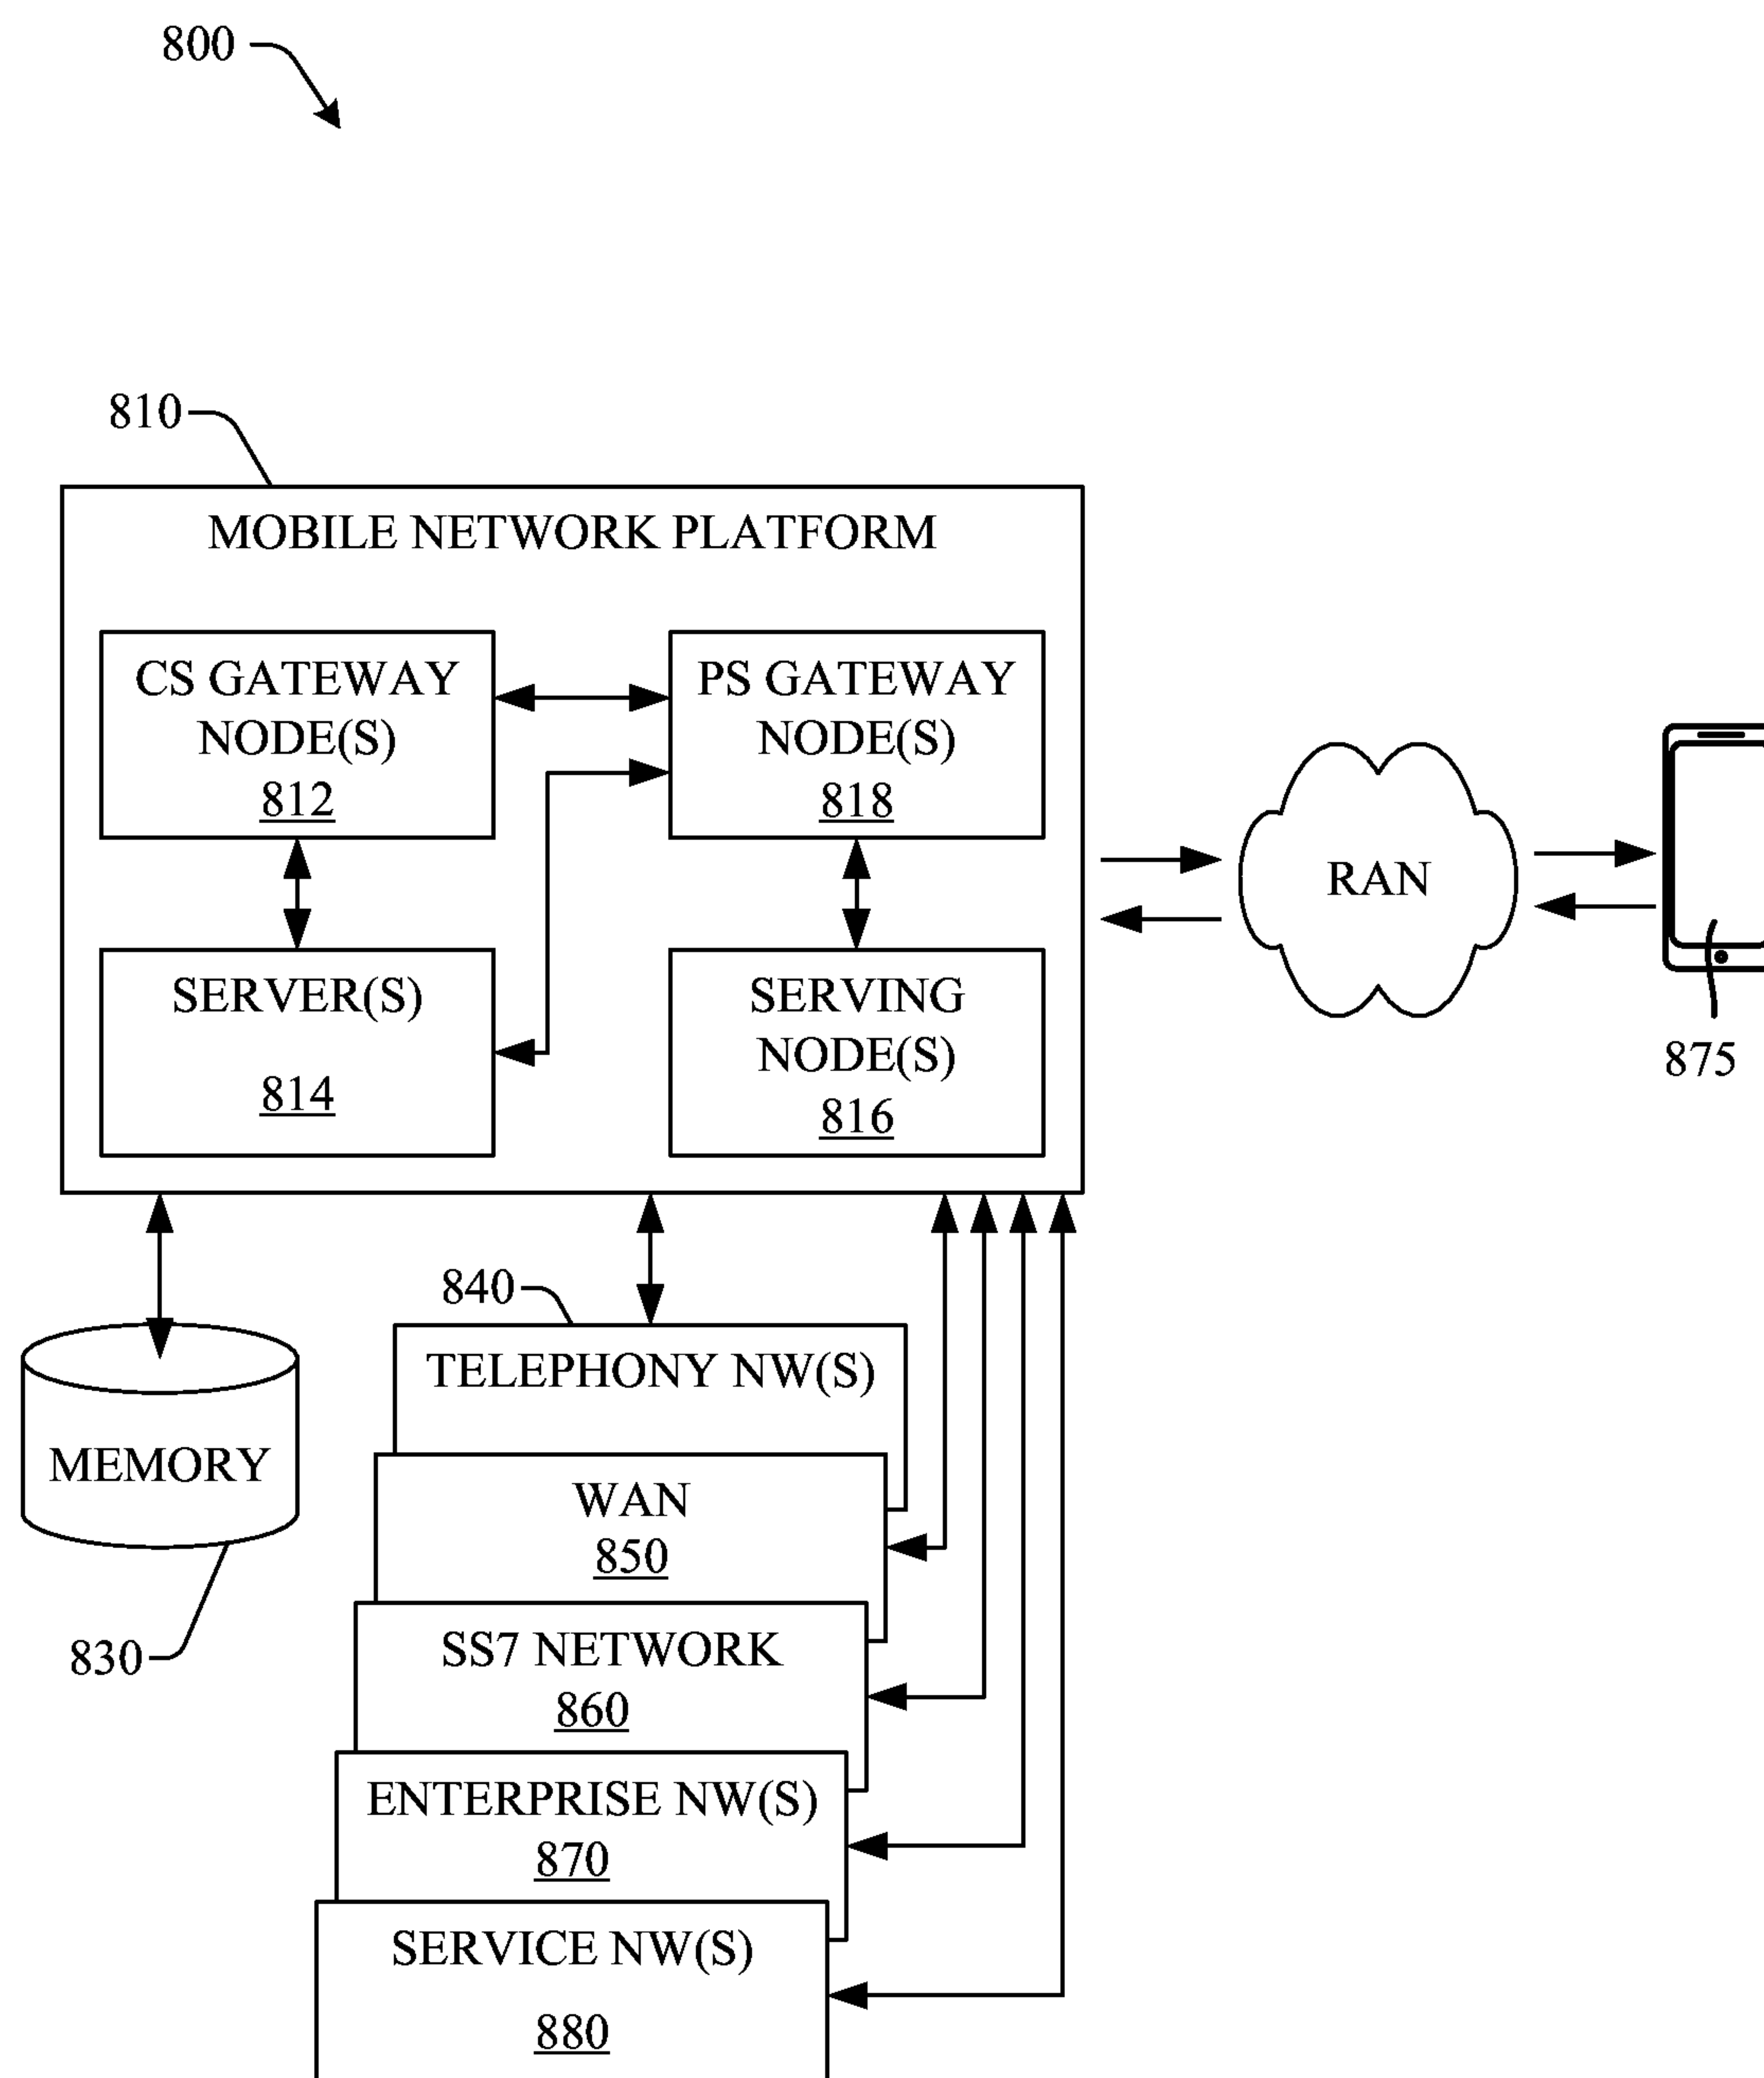 800
810
MOBILE NETWORK PLATFORM
CS GATEWAY
NODE(S)
812
PS GATEWAY
NODE(S)
818
SERVER(S)
814
SERVING
NODE(S)
816
RAN
875
840
TELEPHONY NW(S)
MEMORY
830
WAN
850
SS7 NETWORK
860
ENTERPRISE NW(S)
870
SERVICE NW(S)
880